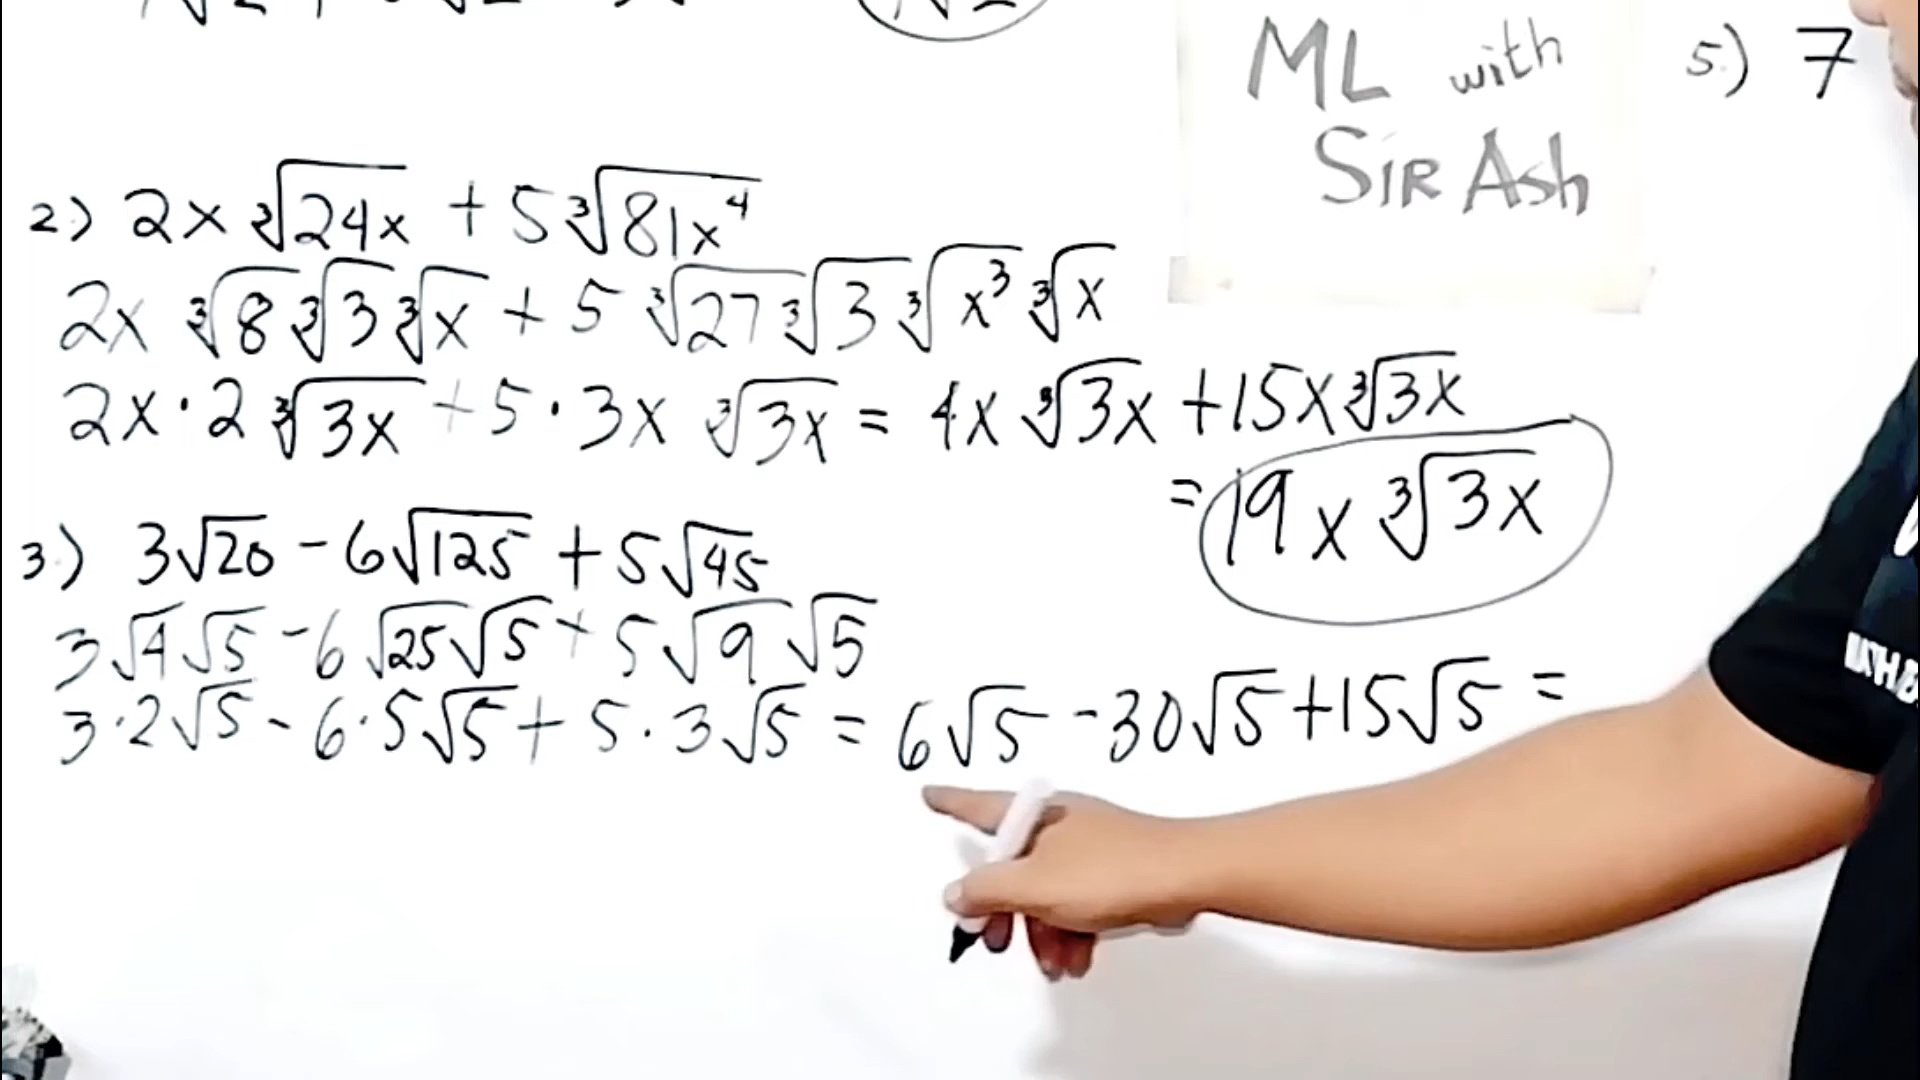 ML with
Sir Ash
5.) 7
2.) 2x ∛24x + 5 ∛81x⁴
2x ∛8 ∛3 ∛x + 5 ∛27 ∛3 ∛x³ ∛x
2x · 2 ∛3x + 5 · 3x ∛3x = 4x ∛3x + 15x ∛3x
= 19x ∛3x
3.) 3√20 - 6√125 + 5√45
3√4√5 - 6√25√5 + 5√9√5
3·2√5 - 6·5√5 + 5·3√5 = 6√5 - 30√5 + 15√5 =